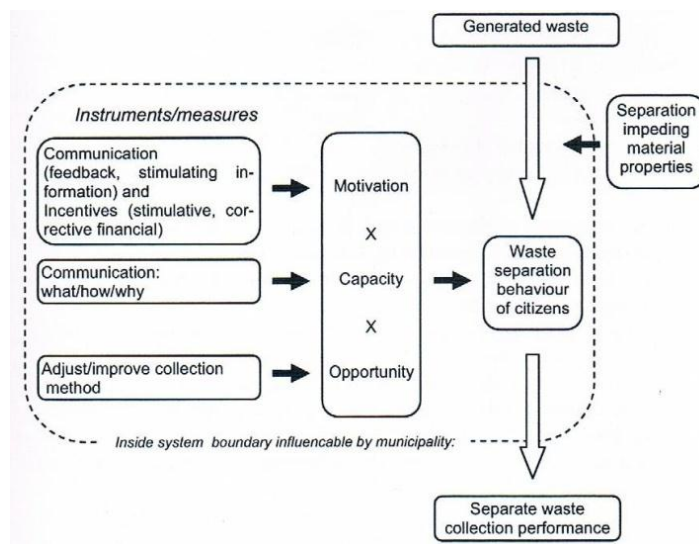 Generated waste
Instruments/measures
Separation
impeding
material
properties
Communication
(feedback, stimulating in-
formation) and
Incentives (stimulative, cor-
rective financial)
Motivation
X
Communication:
what/how/why
Capacity
X
Waste
separation
behaviour
of citizens
Adjust/improve collection
method
Opportunity
Inside system boundary influencable by municipality:
Separate waste
collection performance